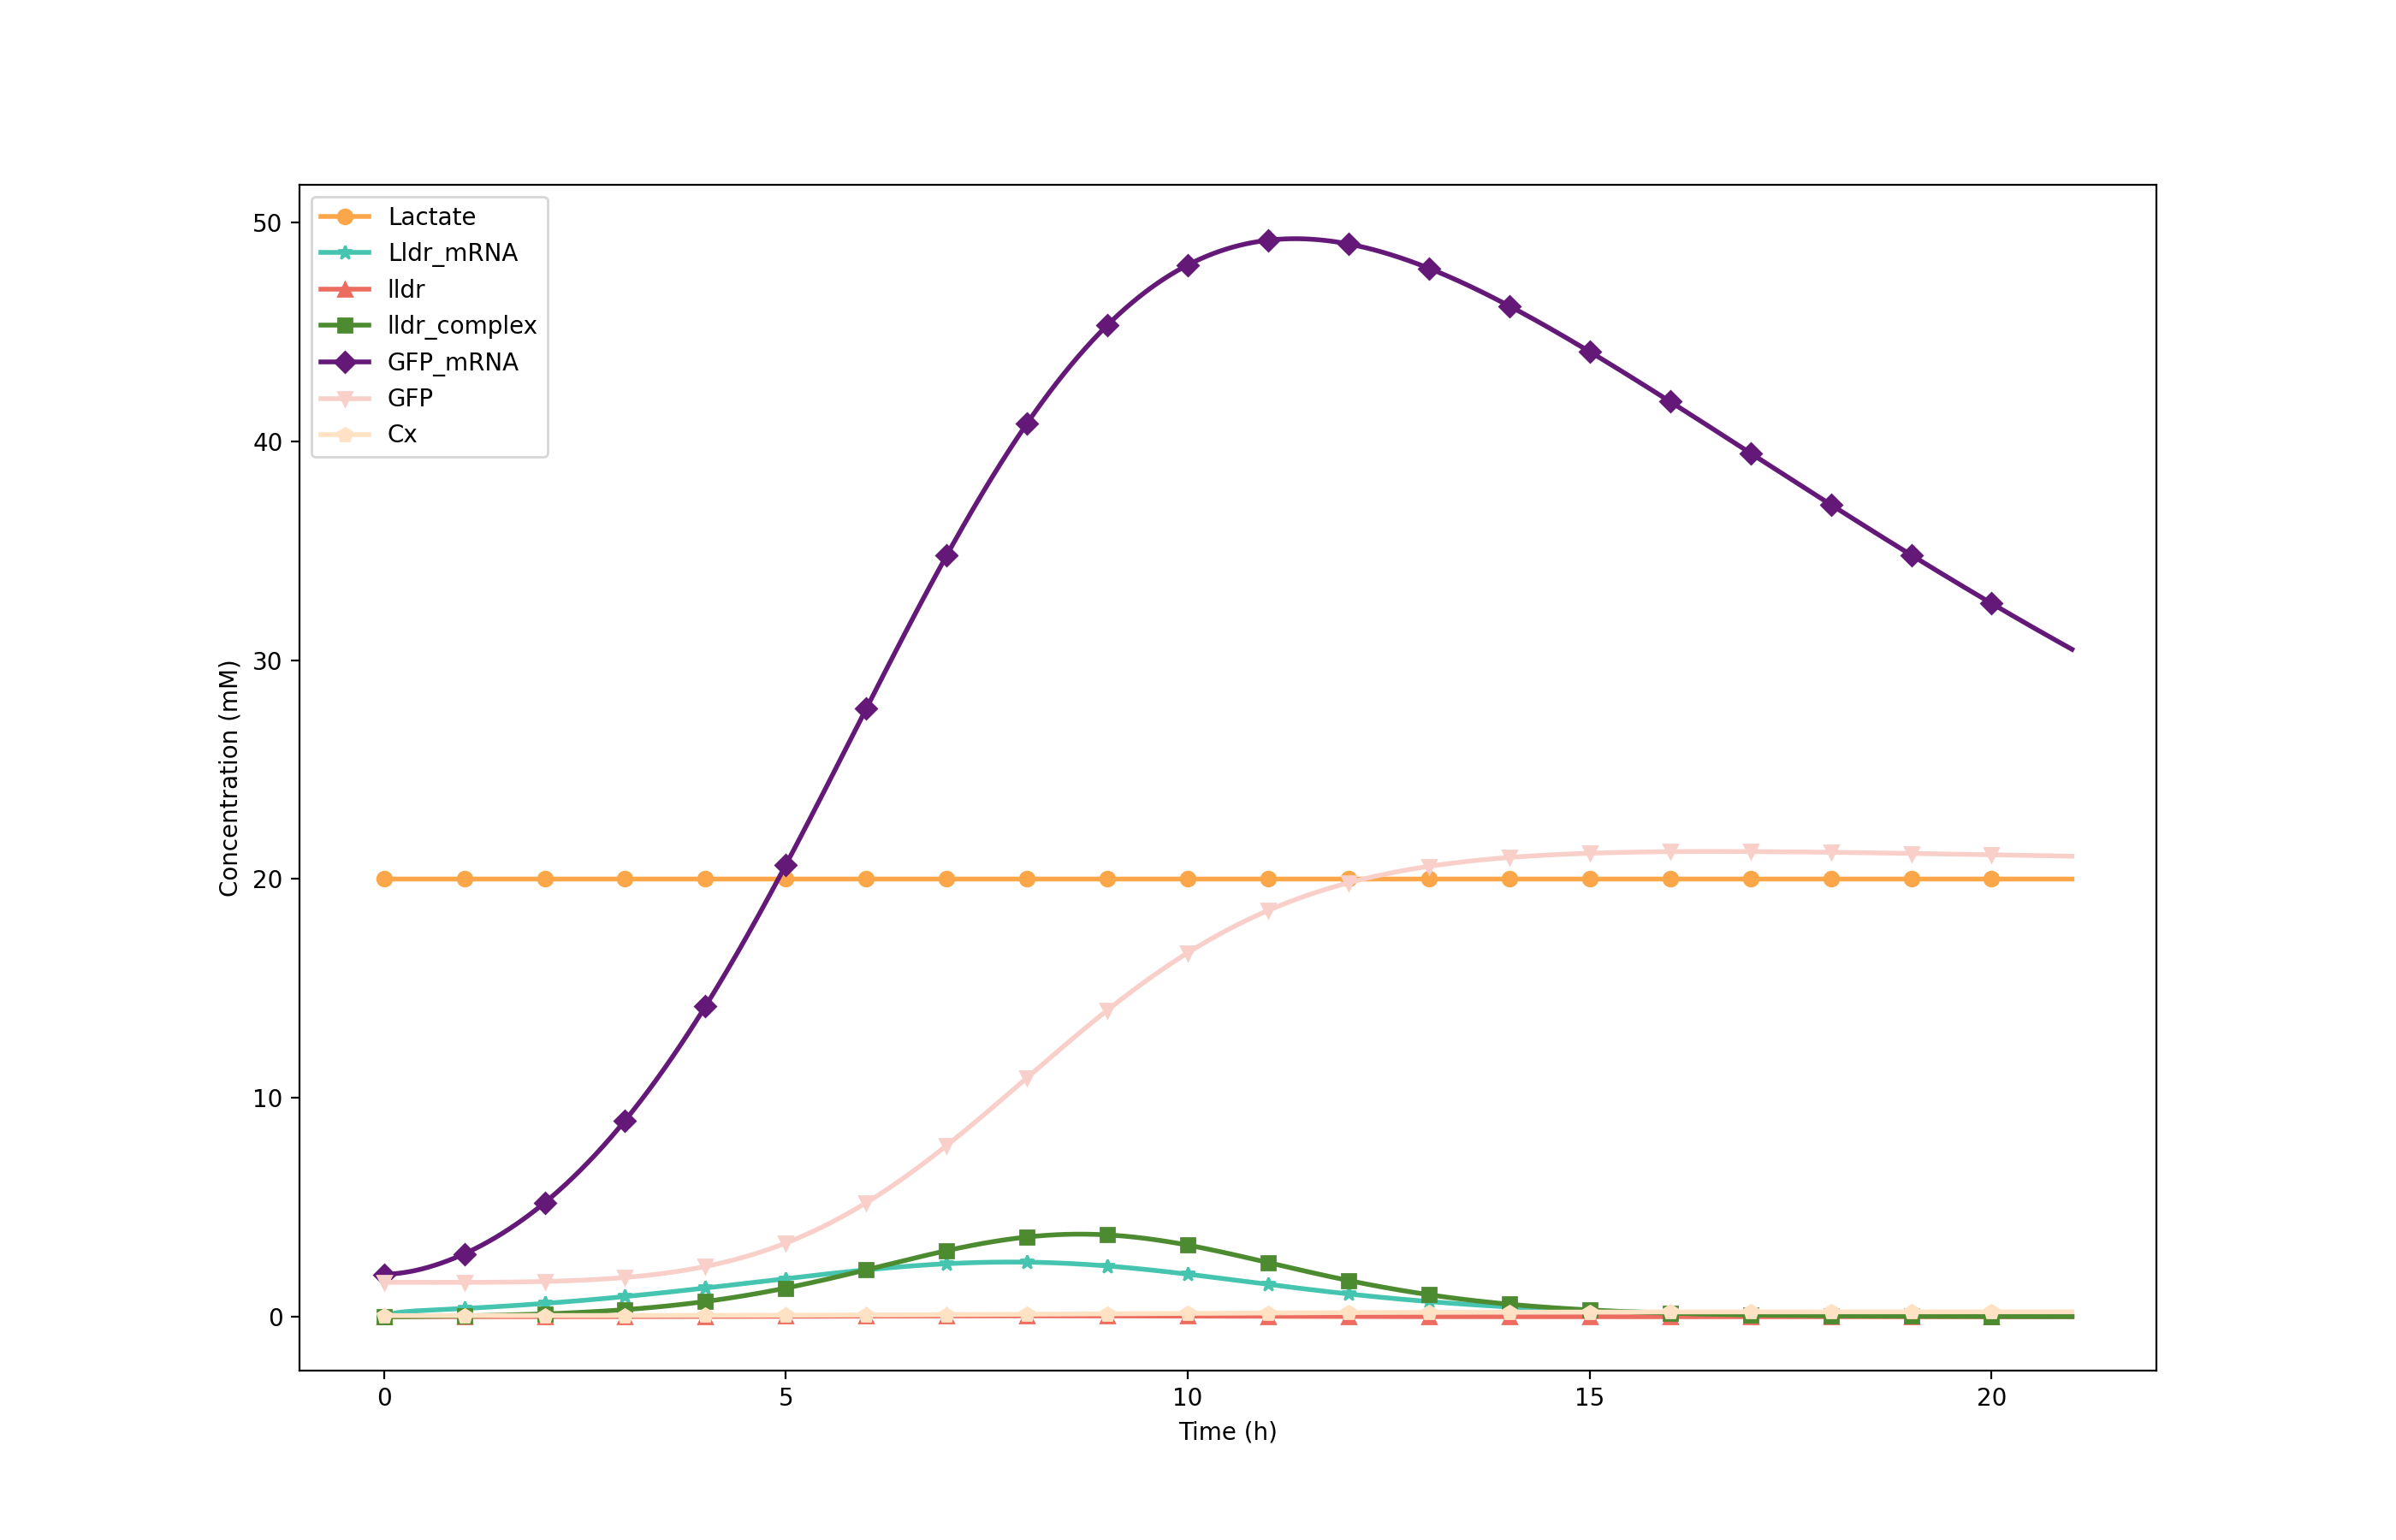 Lactate
Lldr_mRNA
lldr
lldr_complex
GFP_mRNA
GFP
Cx
50
40
30
20
10
0
Concentration (mM)
0 5 10 15 20
Time (h)